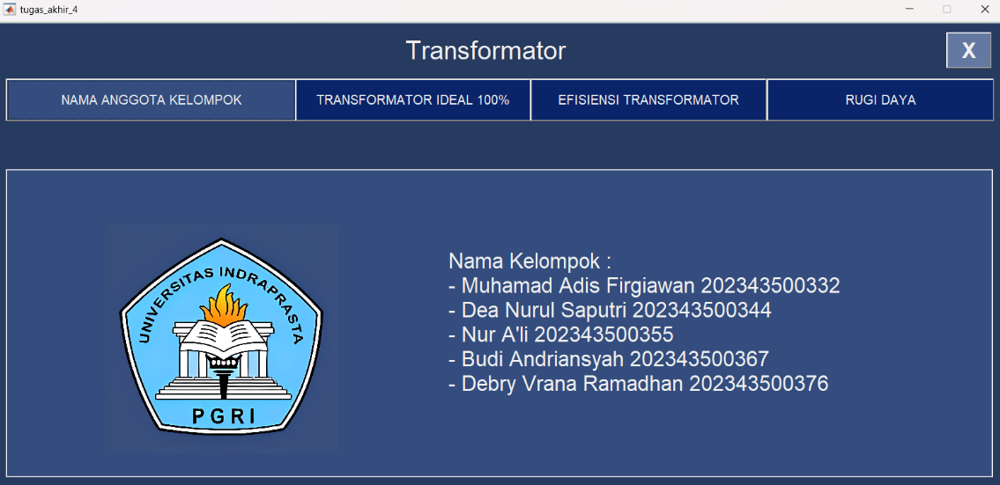 tugas_akhir_4
Transformator
X
NAMA ANGGOTA KELOMPOK
TRANSFORMATOR IDEAL 100%
EFISIENSI TRANSFORMATOR
RUGI DAYA
UNIVERSITAS INDRAPRASTA
PGRI
Nama Kelompok :
- Muhamad Adis Firgiawan 202343500332
- Dea Nurul Saputri 202343500344
- Nur A'li 202343500355
- Budi Andriansyah 202343500367
- Debry Vrana Ramadhan 202343500376